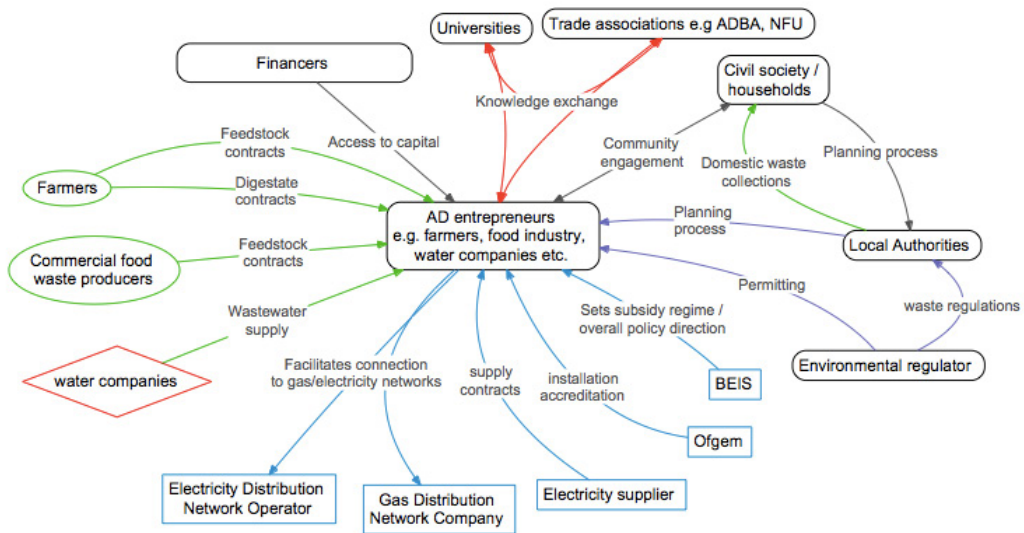 Universities
Trade associations e.g ADBA, NFU
Financers
Civil society /
households
Knowledge exchange
Feedstock
contracts
Access to capital
Community
engagement
Domestic waste
collections
Planning process
Farmers
Digestate
contracts
AD entrepreneurs
e.g. farmers, food industry,
water companies etc.
Planning
process
Local Authorities
Commercial food
waste producers
Feedstock
contracts
Permitting
waste regulations
Wastewater
supply
Sets subsidy regime /
overall policy direction
Environmental regulator
water companies
Facilitates connection
to gas/electricity networks
supply
contracts
installation
accreditation
BEIS
Ofgem
Electricity Distribution
Network Operator
Gas Distribution
Network Company
Electricity supplier